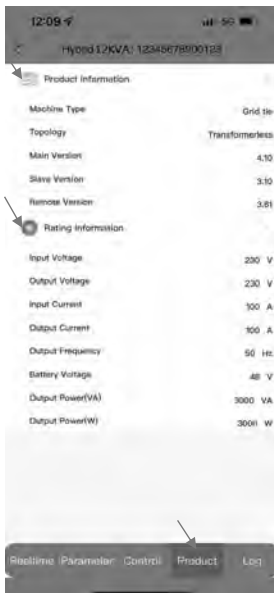 12:09
5G
Hybrid 12KVA: 12345678900123
Product Information
Machine Type Grid tie
Topology Transformerless
Main Version 4.10
Slave Version 3.10
Remote Version 3.61
Rating Information
Input Voltage 230 V
Output Voltage 230 V
Input Current 100 A
Output Current 100 A
Output Frequency 50 Hz
Battery Voltage 48 V
Output Power(VA) 3000 VA
Output Power(W) 3000 W
Realtime Parameter Control Product Log